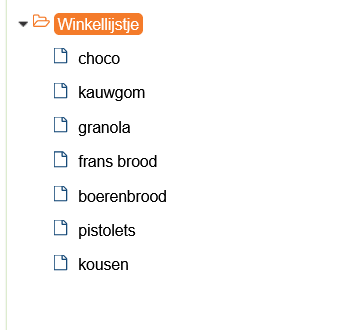 Winkellijstje
choco
kauwgom
granola
frans brood
boerenbrood
pistolets
kousen